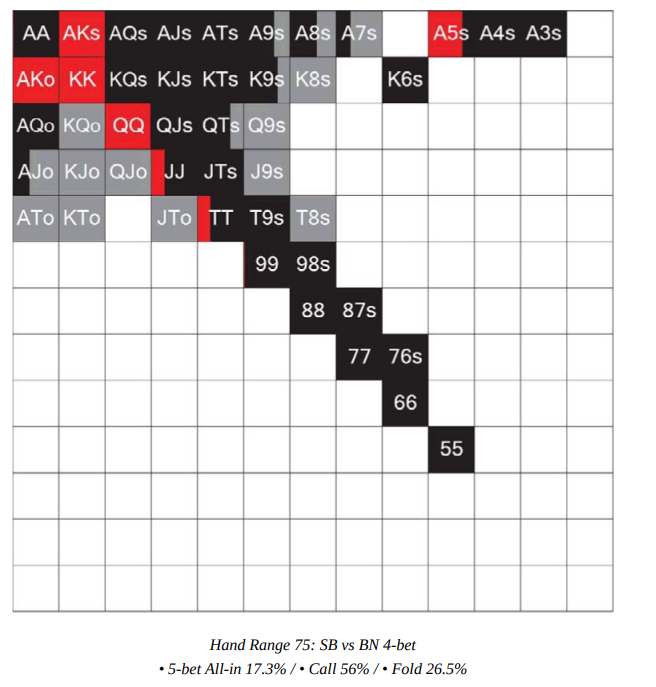 AA AKs AQs AJs ATs A9s A8s A7s A5s A4s A3s
AKo KK KQs KJs KTs K9s K8s K6s
AQo KQo QQ QJs QTs Q9s
AJo KJo QJo JJ JTs J9s
ATo KTo JTo TT T9s T8s
99 98s
88 87s
77 76s
66
55
Hand Range 75: SB vs BN 4-bet
• 5-bet All-in 17.3% / • Call 56% / • Fold 26.5%